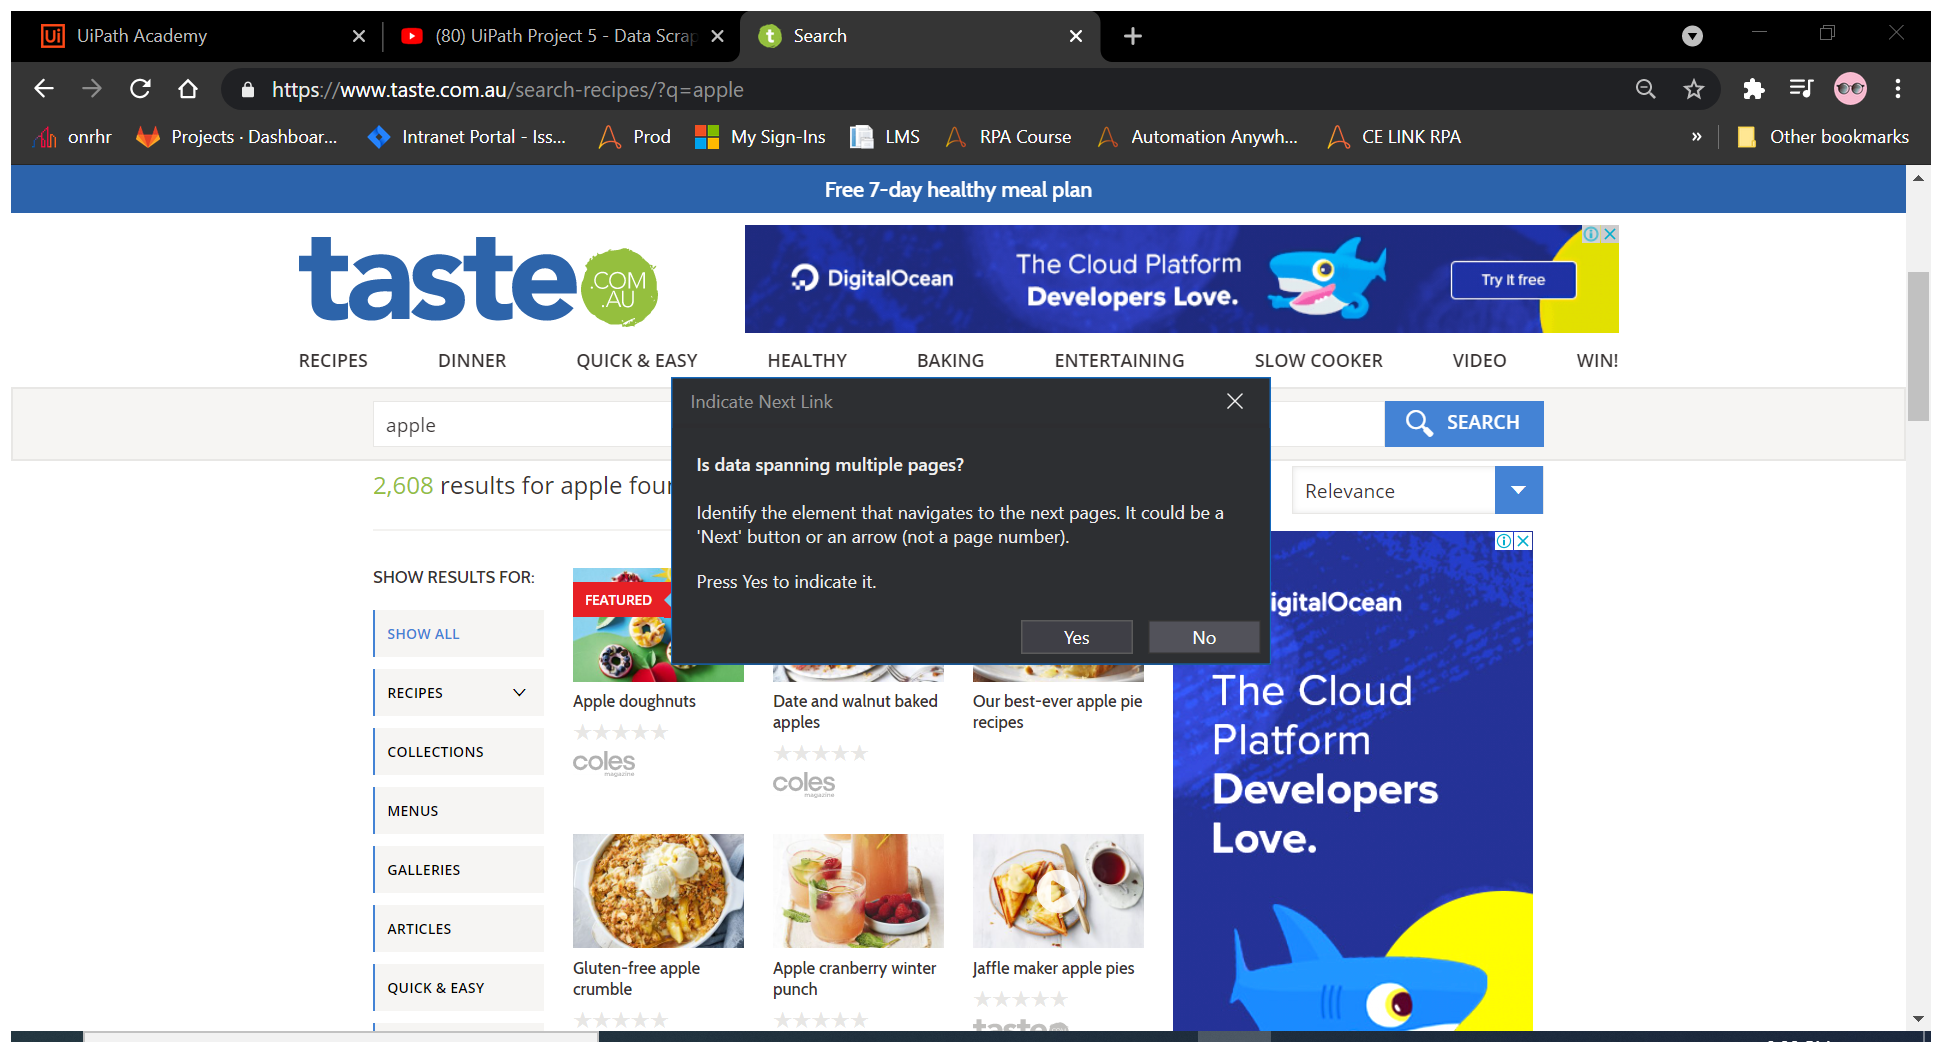 UiPath Academy
(80) UiPath Project 5 - Data Scrap
Search
https://www.taste.com.au/search-recipes/?q=apple
onrhr
Projects · Dashboar...
Intranet Portal - Iss...
Prod
My Sign-Ins
LMS
RPA Course
Automation Anywh...
CE LINK RPA
»
Other bookmarks
Free 7-day healthy meal plan
taste
.COM
.AU
DigitalOcean
The Cloud Platform
Developers Love.
Try It free
RECIPES
DINNER
QUICK & EASY
HEALTHY
BAKING
ENTERTAINING
SLOW COOKER
VIDEO
WIN!
apple
SEARCH
2,608 results for apple four
Relevance
Indicate Next Link
Is data spanning multiple pages?
Identify the element that navigates to the next pages. It could be a
'Next' button or an arrow (not a page number).
Press Yes to indicate it.
Yes
No
SHOW RESULTS FOR:
SHOW ALL
RECIPES
COLLECTIONS
MENUS
GALLERIES
ARTICLES
QUICK & EASY
FEATURED
Apple doughnuts
coles
magazine
Date and walnut baked
apples
coles
magazine
Our best-ever apple pie
recipes
Gluten-free apple
crumble
Apple cranberry winter
punch
Jaffle maker apple pies
taste
igitalOcean
The Cloud
Platform
Developers
Love.